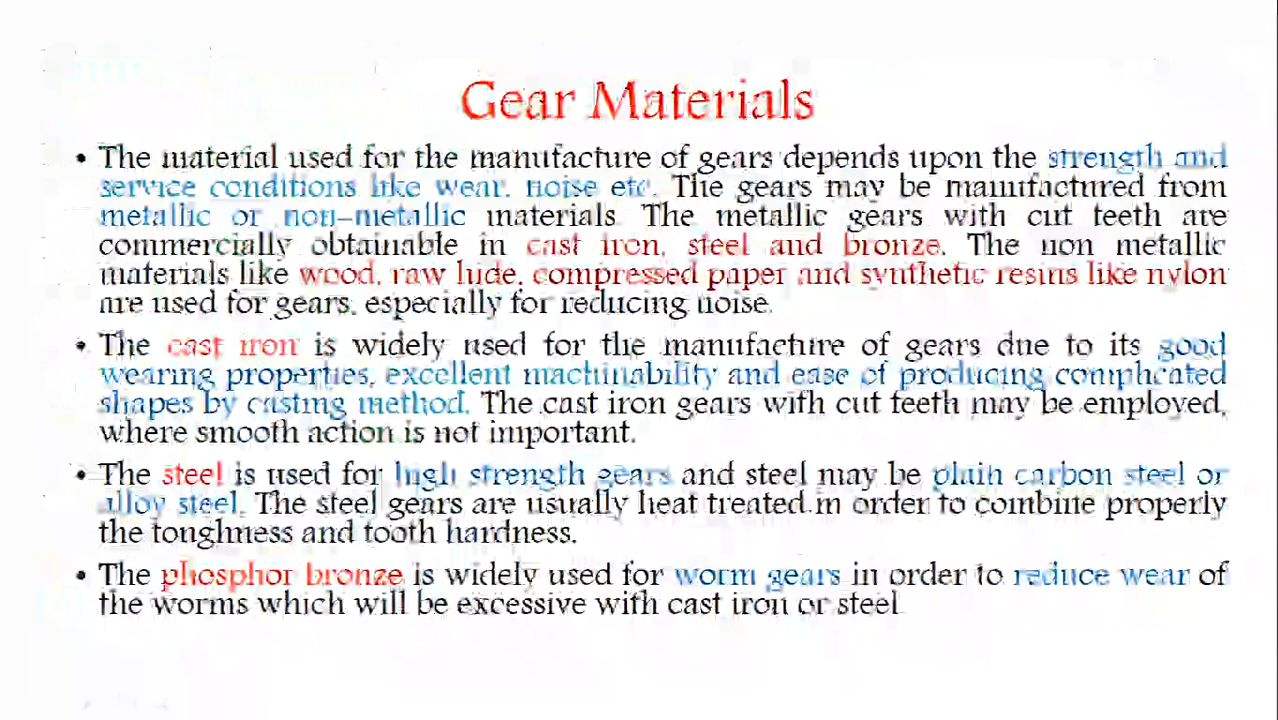 Gear Materials
• The material used for the manufacture of gears depends upon the strength and
service conditions like wear, noise etc. The gears may be manufactured from
metallic or non-metallic materials. The metallic gears with cut teeth are
commercially obtainable in cast iron, steel and bronze. The non metallic
materials like wood, raw hide, compressed paper and synthetic resins like nylon
are used for gears, especially for reducing noise.
• The cast iron is widely used for the manufacture of gears due to its good
wearing properties, excellent machinability and ease of producing complicated
shapes by casting method. The cast iron gears with cut teeth may be employed,
where smooth action is not important.
• The steel is used for high strength gears and steel may be plain carbon steel or
alloy steel. The steel gears are usually heat treated in order to combine properly
the toughness and tooth hardness.
• The phosphor bronze is widely used for worm gears in order to reduce wear of
the worms which will be excessive with cast iron or steel